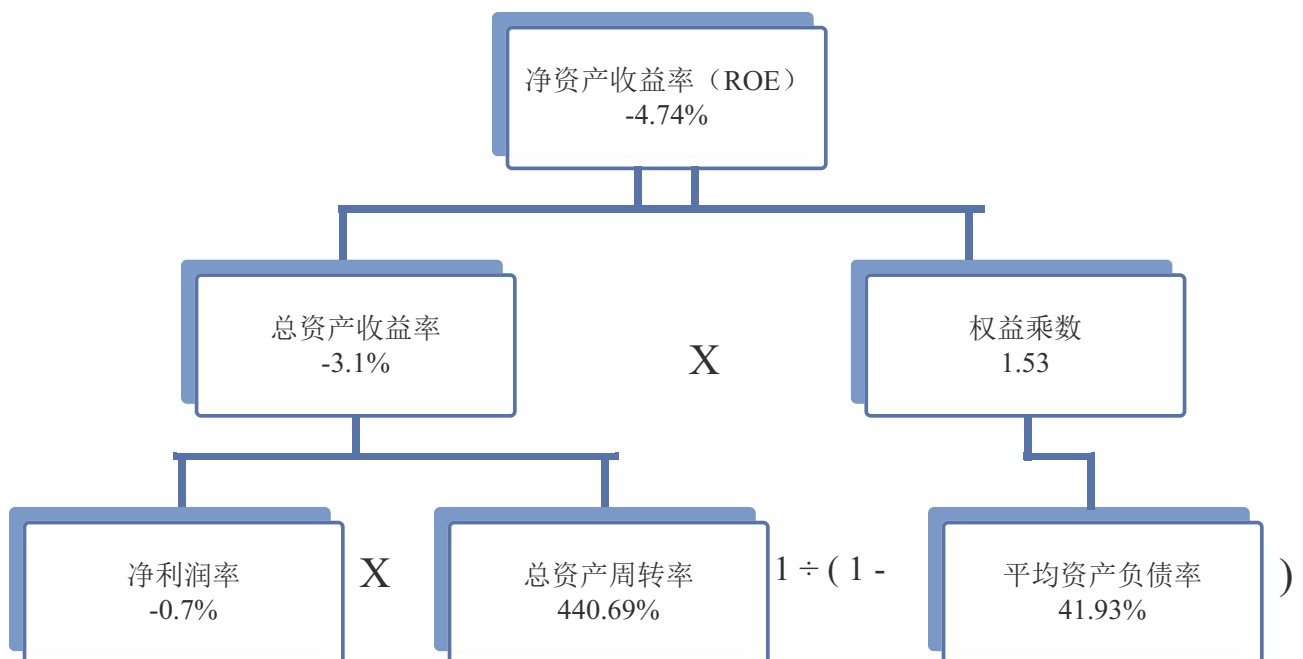 净资产收益率（ROE）
-4.74%
总资产收益率
-3.1%
X
权益乘数
1.53
净利润率
-0.7%
X
总资产周转率
440.69%
1 ÷ ( 1 -
平均资产负债率
41.93%
)